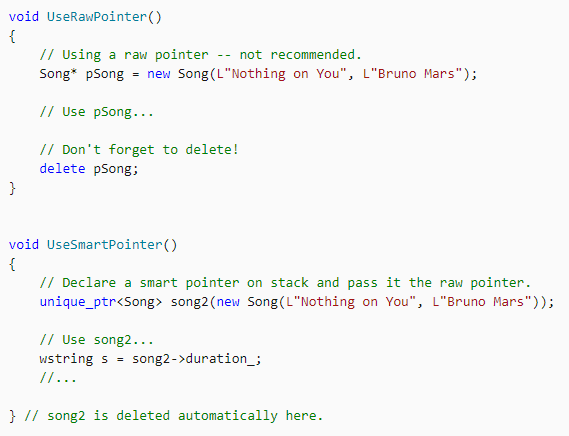 void UseRawPointer()
{
    // Using a raw pointer -- not recommended.
    Song* pSong = new Song(L"Nothing on You", L"Bruno Mars");

    // Use pSong...

    // Don't forget to delete!
    delete pSong;
}


void UseSmartPointer()
{
    // Declare a smart pointer on stack and pass it the raw pointer.
    unique_ptr<Song> song2(new Song(L"Nothing on You", L"Bruno Mars"));

    // Use song2...
    wstring s = song2->duration_;
    //...

} // song2 is deleted automatically here.